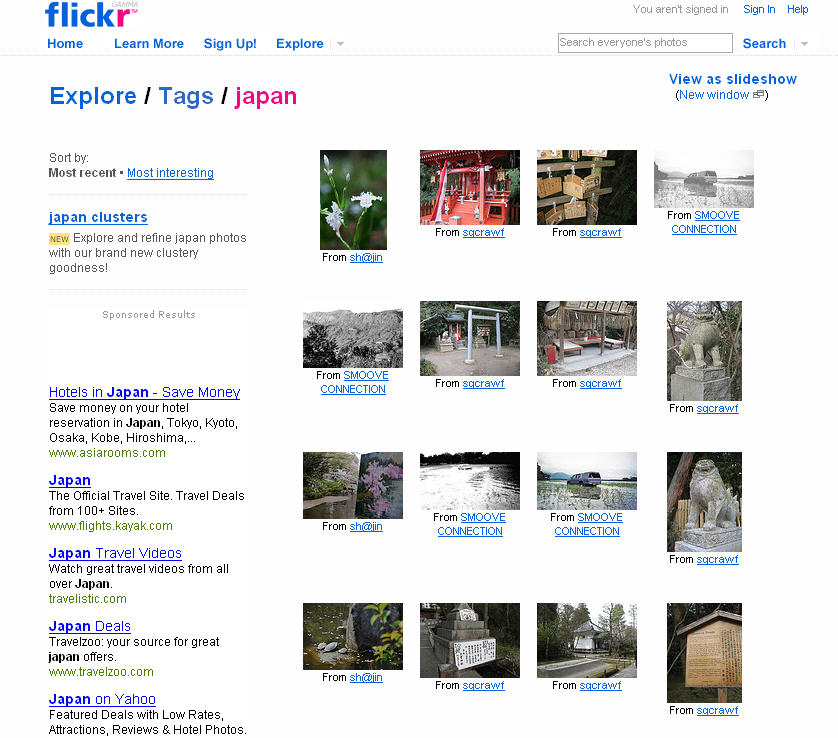 flickr GAMMA
You aren't signed in Sign In Help
Home Learn More Sign Up! Explore
Search everyone's photos Search
Explore / Tags / japan
View as slideshow
(New window)
Sort by:
Most recent • Most interesting
japan clusters
NEW Explore and refine japan photos
with our brand new clustery
goodness!
Sponsored Results
Hotels in Japan - Save Money
Save money on your hotel
reservation in Japan, Tokyo, Kyoto,
Osaka, Kobe, Hiroshima,...
www.asiarooms.com
Japan
The Official Travel Site. Travel Deals
from 100+ Sites.
www.flights.kayak.com
Japan Travel Videos
Watch great travel videos from all
over Japan.
travelistic.com
Japan Deals
Travelzoo: your source for great
japan offers.
www.travelzoo.com
Japan on Yahoo
Featured Deals with Low Rates,
Attractions, Reviews & Hotel Photos.
From sh@jin
From sqcrawf
From sqcrawf
From SMOOVE
CONNECTION
From SMOOVE
CONNECTION
From sqcrawf
From sqcrawf
From sqcrawf
From sh@jin
From SMOOVE
CONNECTION
From SMOOVE
CONNECTION
From sqcrawf
From sh@jin
From sqcrawf
From sqcrawf
From sqcrawf